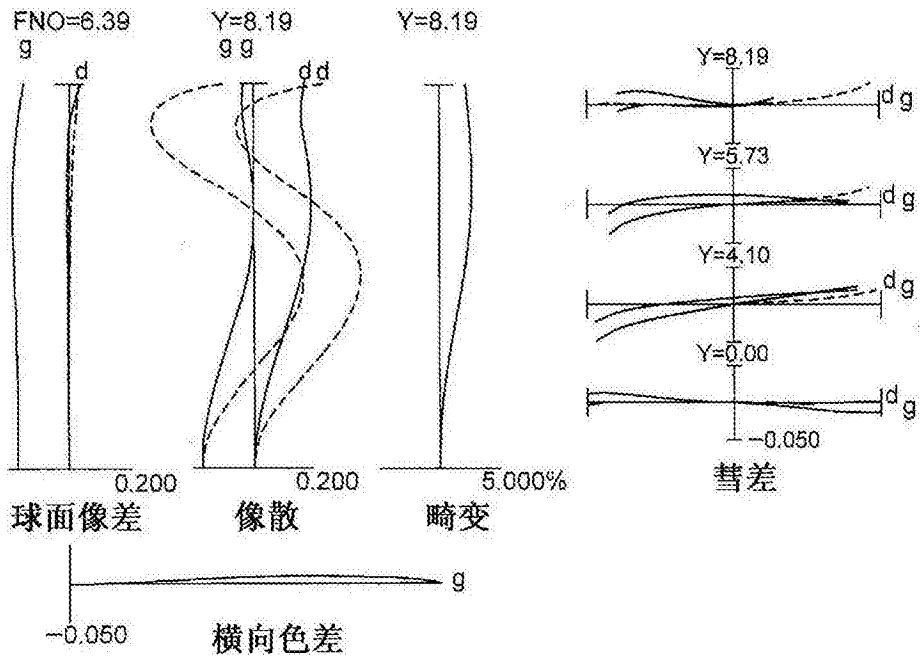 FNO=6.39
g
d
0.200
球面像差
Y=8.19
g g
d d
0.200
像散
Y=8.19
5.000%
畸变
Y=8.19
d g
Y=5.73
d g
Y=4.10
d g
Y=0.00
d g
−0.050
彗差
g
−0.050
横向色差